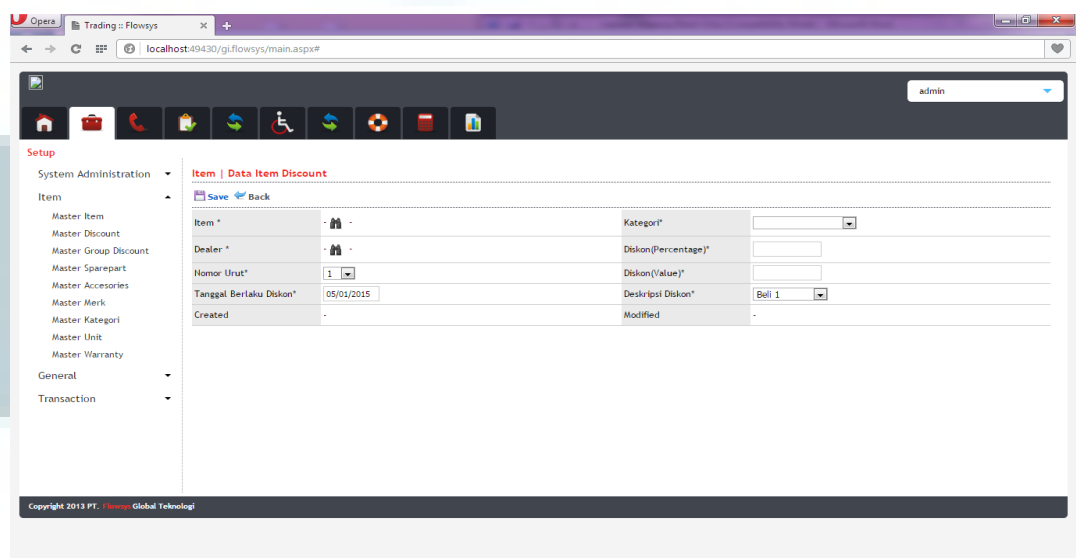 Opera
Trading :: Flowsys
localhost:49430/gi.flowsys/main.aspx#
admin
Setup
System Administration
Item
Master Item
Master Discount
Master Group Discount
Master Sparepart
Master Accesories
Master Merk
Master Kategori
Master Unit
Master Warranty
General
Transaction
Item | Data Item Discount
Save Back
Item * - - Kategori*
Dealer * - - Diskon(Percentage)*
Nomor Urut* 1 Diskon(Value)*
Tanggal Berlaku Diskon* 05/01/2015 Deskripsi Diskon* Beli 1
Created - Modified -
Copyright 2013 PT. Flowsys Global Teknologi